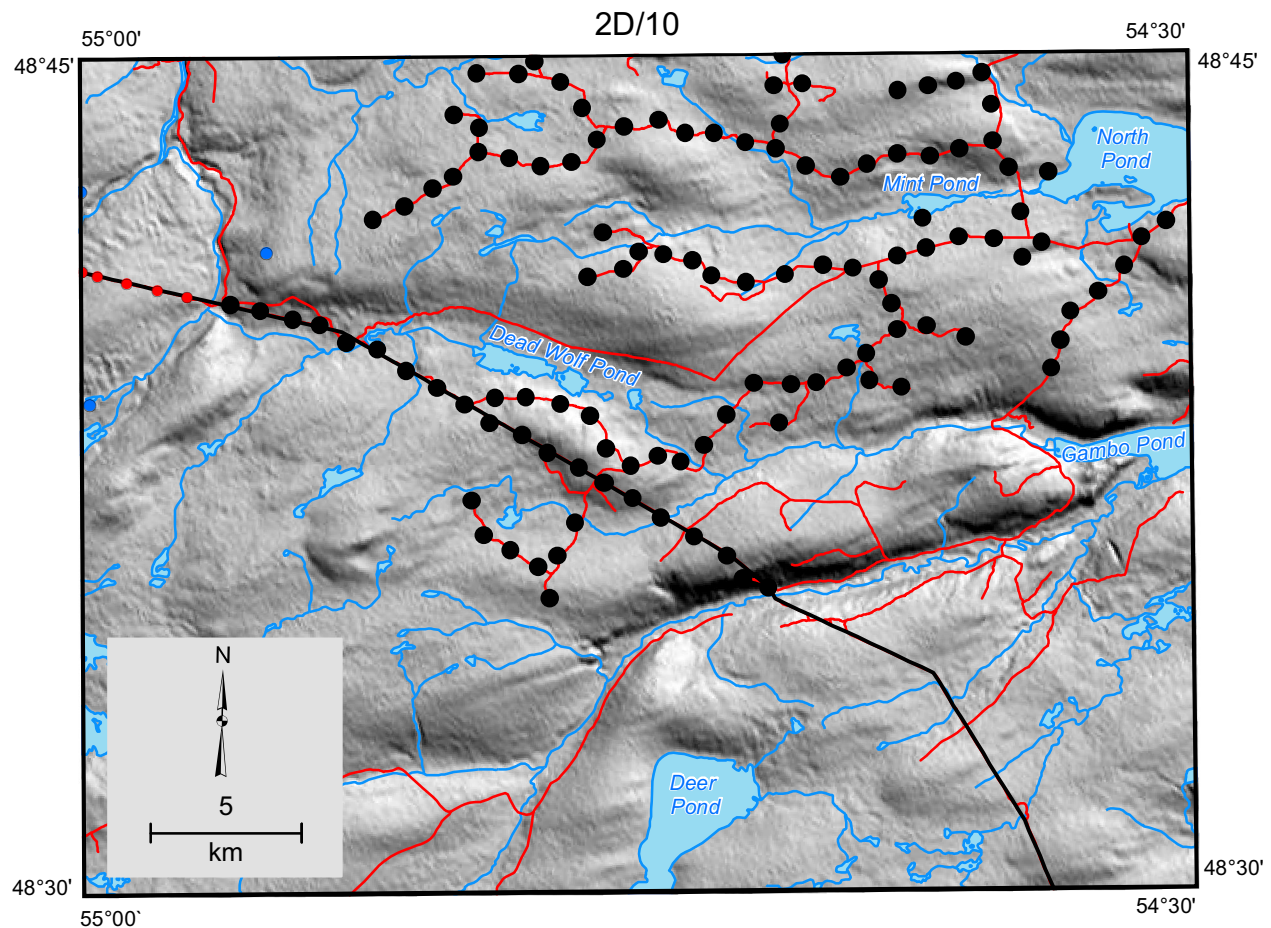 2D/10
55°00'
54°30'
48°45'
48°45'
North
Pond
Mint Pond
Dead Wolf Pond
Gambo Pond
N
5
km
Deer
Pond
48°30'
48°30'
55°00`
54°30'